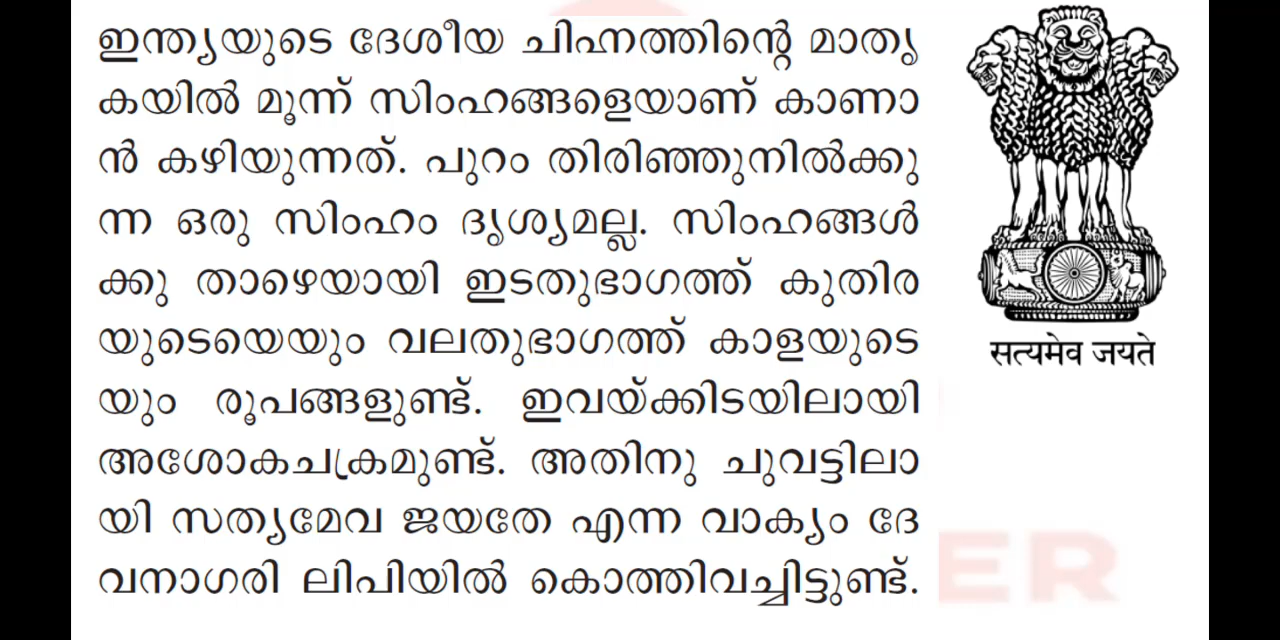 ഇന്ത്യയുടെ ദേശീയ ചിഹ്നത്തിന്റെ മാതൃ
കയിൽ മൂന്ന് സിംഹങ്ങളെയാണ് കാണാ
ൻ കഴിയുന്നത്. പുറം തിരിഞ്ഞുനിൽക്കു
ന്ന ഒരു സിംഹം ദൃശ്യമല്ല. സിംഹങ്ങൾ
ക്കു താഴെയായി ഇടതുഭാഗത്ത് കുതിര
യുടെയെയും വലതുഭാഗത്ത് കാളയുടെ
യും രൂപങ്ങളുണ്ട്. ഇവയ്ക്കിടയിലായി
അശോകചക്രമുണ്ട്. അതിനു ചുവട്ടിലാ
യി സത്യമേവ ജയതേ എന്ന വാക്യം ദേ
വനാഗരി ലിപിയിൽ കൊത്തിവച്ചിട്ടുണ്ട്.
सत्यमेव जयते
ER